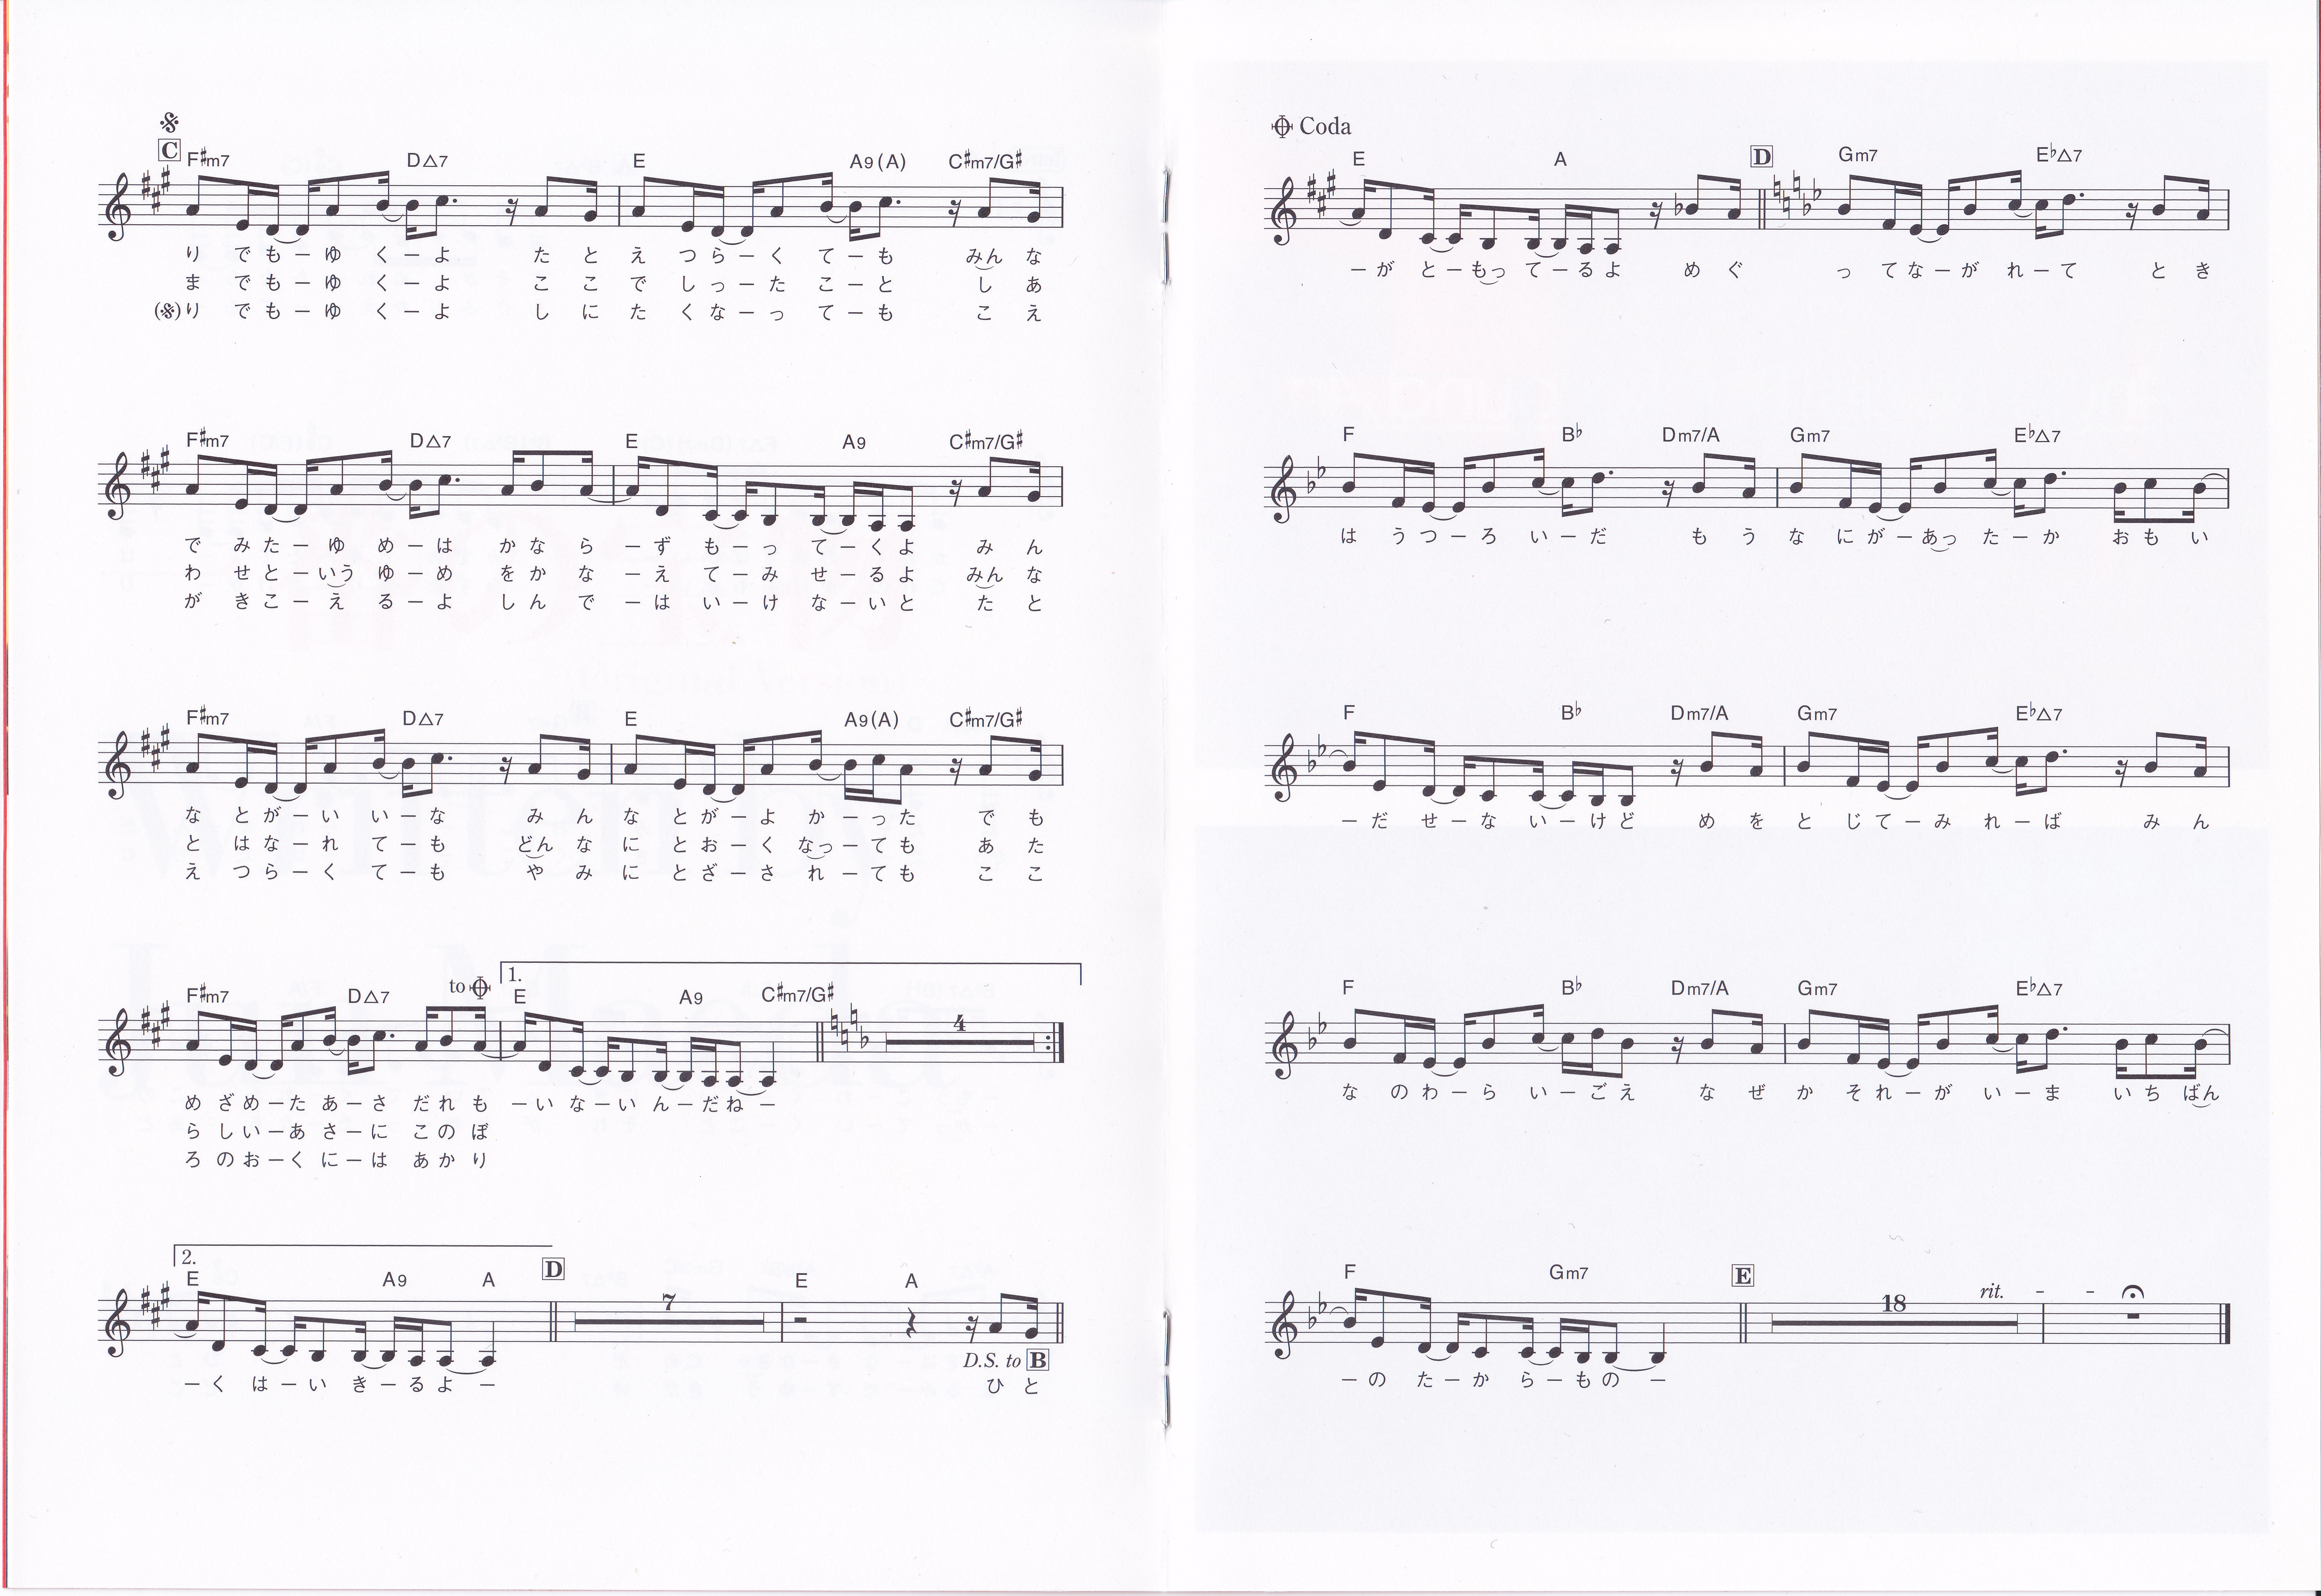 C F♯m7 D△7 E A9(A) C♯m7/G♯
り でも ー ゆ く ー よ た と え つら ー く て ー も みん な
ま でも ー ゆ く ー よ こ こ で しっ ー た こ ー と し あ
(𝄋)り でも ー ゆ く ー よ し に た くな ー っ て ー も こ え
F♯m7 D△7 E A9 C♯m7/G♯
で みた ー ゆ め ー は かな ら ー ず も ー っ て ー くよ み ん
わ せと ー いう ゆ ー め をか な ー え て ー み せ ー るよ みん な
が きこ ー え る ー よ しん で ー は い ー け な ー いと た と
F♯m7 D△7 E A9(A) C♯m7/G♯
な とが ー い い ー な み ん な とが ー よ か ー った で も
と はな ー れ て ー も どん な に とお ー く なっ ー ても あ た
え つら ー く て ー も や み に とざ ー さ れ ー ても こ こ
F♯m7 D△7 to 1. E A9 C♯m7/G♯
4
め ざめ ー た あ ー さ だれ も ー い な ー い ん ー だね ー
ら しい ー あ さ ー に この ぼ
ろ のお ー く に ー は あか り
2.
E A9 A D 7 E A
D.S. to B
ー く は ー い き ー る よ ー ひ と
Coda
E A D Gm7 E♭△7
ー が と ー もっ て ー る よ め ぐ っ てな ー が れ ー て と き
F B♭ Dm7/A Gm7 E♭△7
は うつ ー ろ い ー だ も う な にが ー あっ た ー か おも い
F B♭ Dm7/A Gm7 E♭△7
ー だ せ ー な い ー けど め を と じて ー み れ ー ば み ん
F B♭ Dm7/A Gm7 E♭△7
な のわ ー ら い ー ご え な ぜ か それ ー が い ー ま いち ばん
F Gm7 E 18 rit. - -
ー の た ー か ら ー もの ー